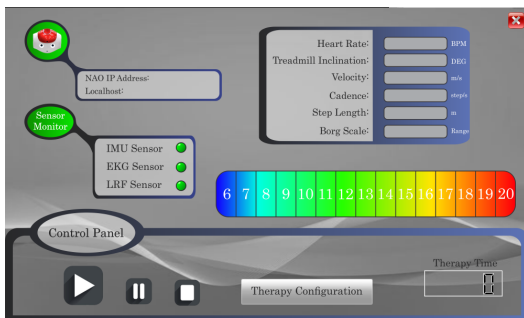 NAO IP Address:
Localhost:
Sensor
Monitor
IMU Sensor
EKG Sensor
LRF Sensor
Heart Rate: BPM
Treadmill Inclination: DEG
Velocity: m/s
Cadence: step/s
Step Length: m
Borg Scale: Range
6 7 8 9 10 11 12 13 14 15 16 17 18 19 20
Control Panel
Therapy Configuration
Therapy Time
0